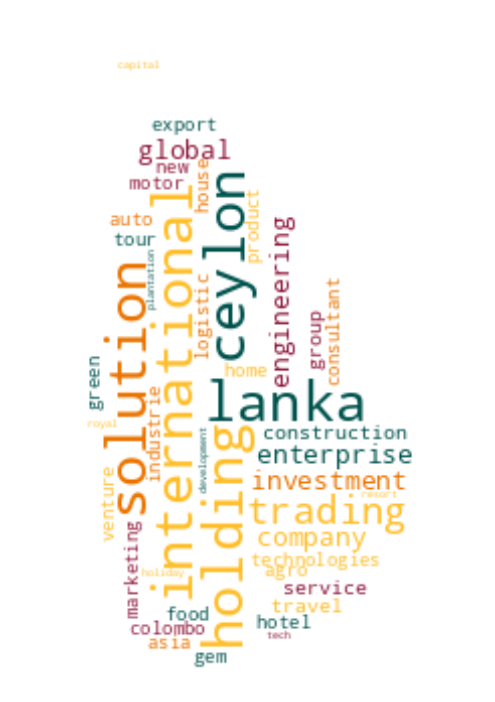 capital
export
global
new
motor
house
auto
tour
plantation
international
ceylon
product
solution
logistic
engineering
group
consultant
green
home
royal
industrie
lanka
development
construction
enterprise
holding
investment
resort
venture
trading
company
technologies
agro
marketing
holiday
service
food
travel
colombo
hotel
asia
tech
gem